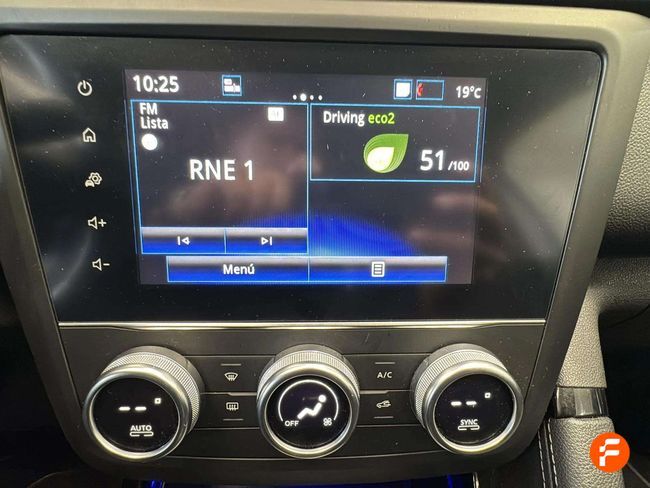 10:25
19°C
FM
Lista
RNE 1
Driving eco2
51/100
Menú
A/C
AUTO
OFF
SYNC